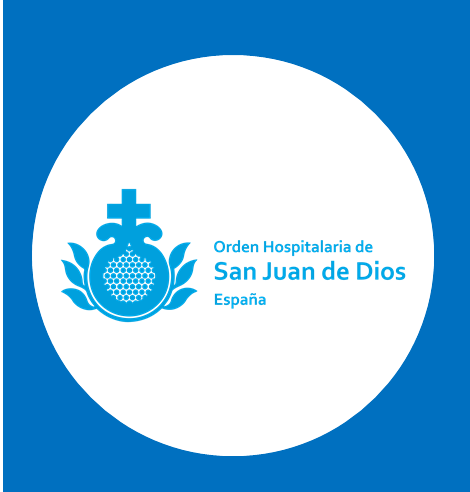 Orden Hospitalaria de
San Juan de Dios
España